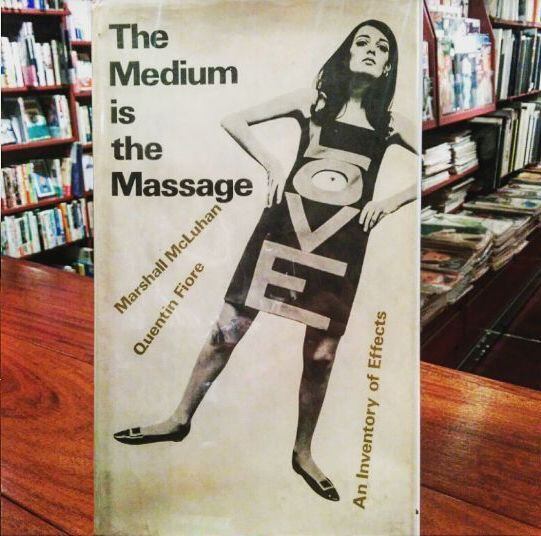 The
Medium
is
the
Massage
Marshall McLuhan
Quentin Fiore
LOVE
An Inventory of Effects